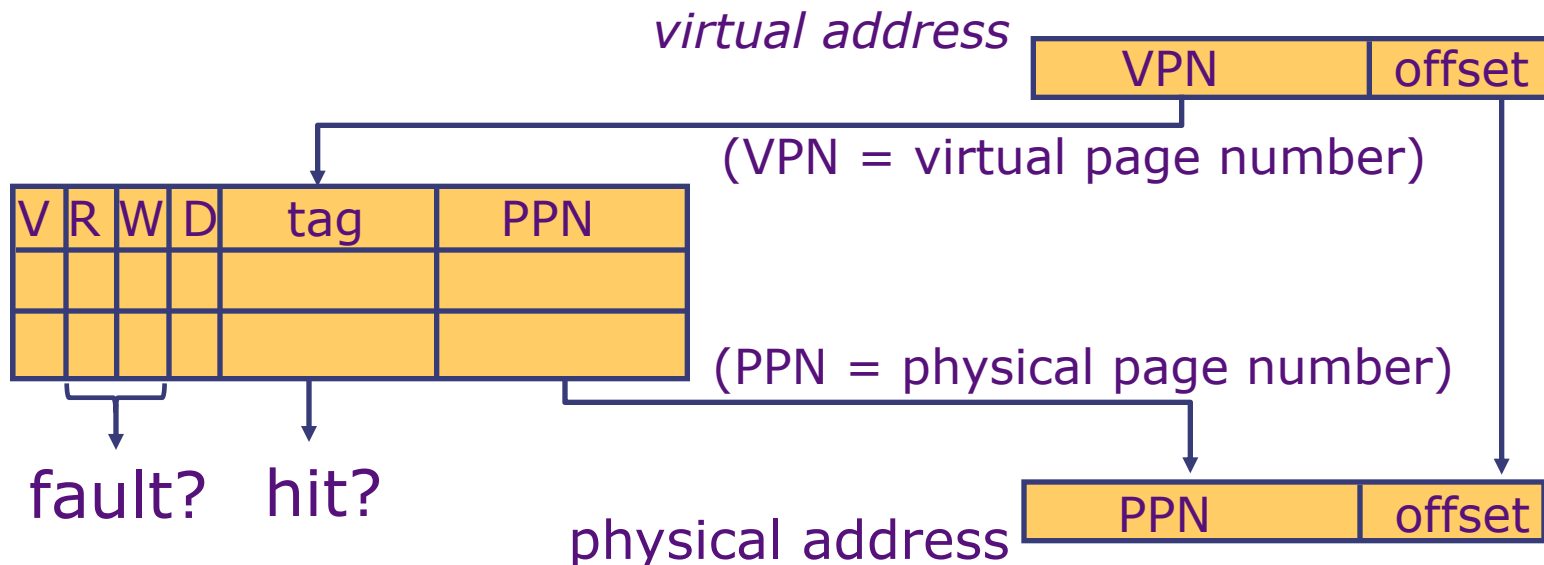 virtual address
VPN offset
(VPN = virtual page number)
V R W D tag PPN
(PPN = physical page number)
fault? hit?
PPN offset
physical address